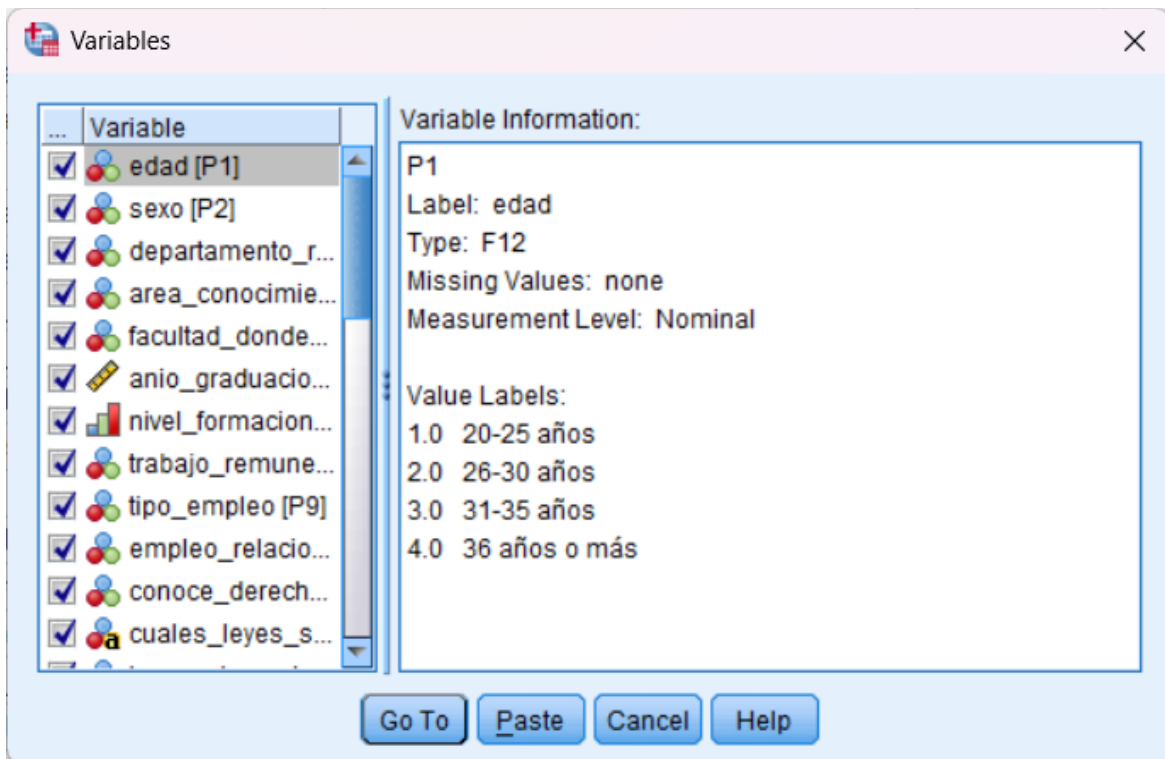 Variables
... Variable
edad [P1]
sexo [P2]
departamento_r...
area_conocimie...
facultad_donde...
anio_graduacio...
nivel_formacion...
trabajo_remune...
tipo_empleo [P9]
empleo_relacio...
conoce_derech...
a cuales_leyes_s...
Variable Information:
P1
Label: edad
Type: F12
Missing Values: none
Measurement Level: Nominal
Value Labels:
1.0 20-25 años
2.0 26-30 años
3.0 31-35 años
4.0 36 años o más
Go To Paste Cancel Help